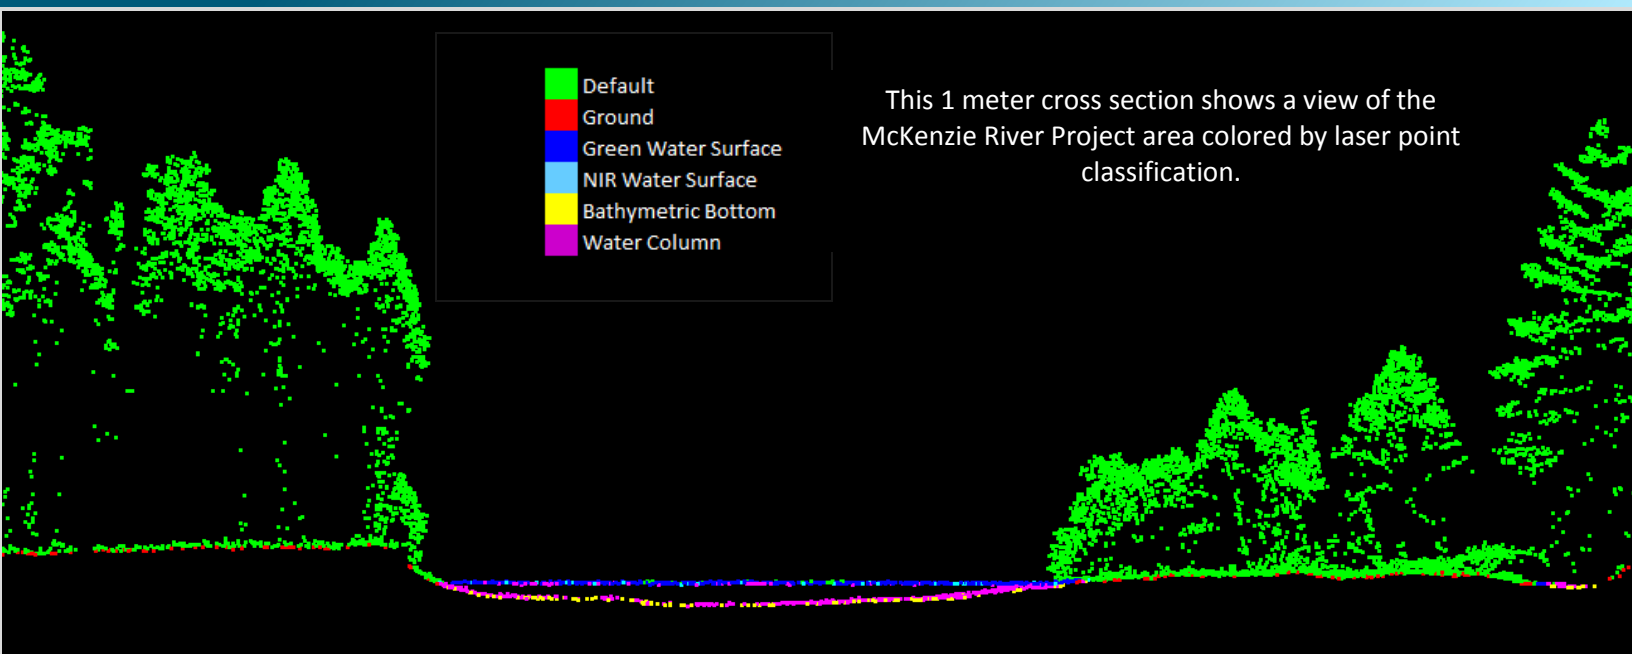 Default
Ground
Green Water Surface
NIR Water Surface
Bathymetric Bottom
Water Column
This 1 meter cross section shows a view of the
McKenzie River Project area colored by laser point
classification.